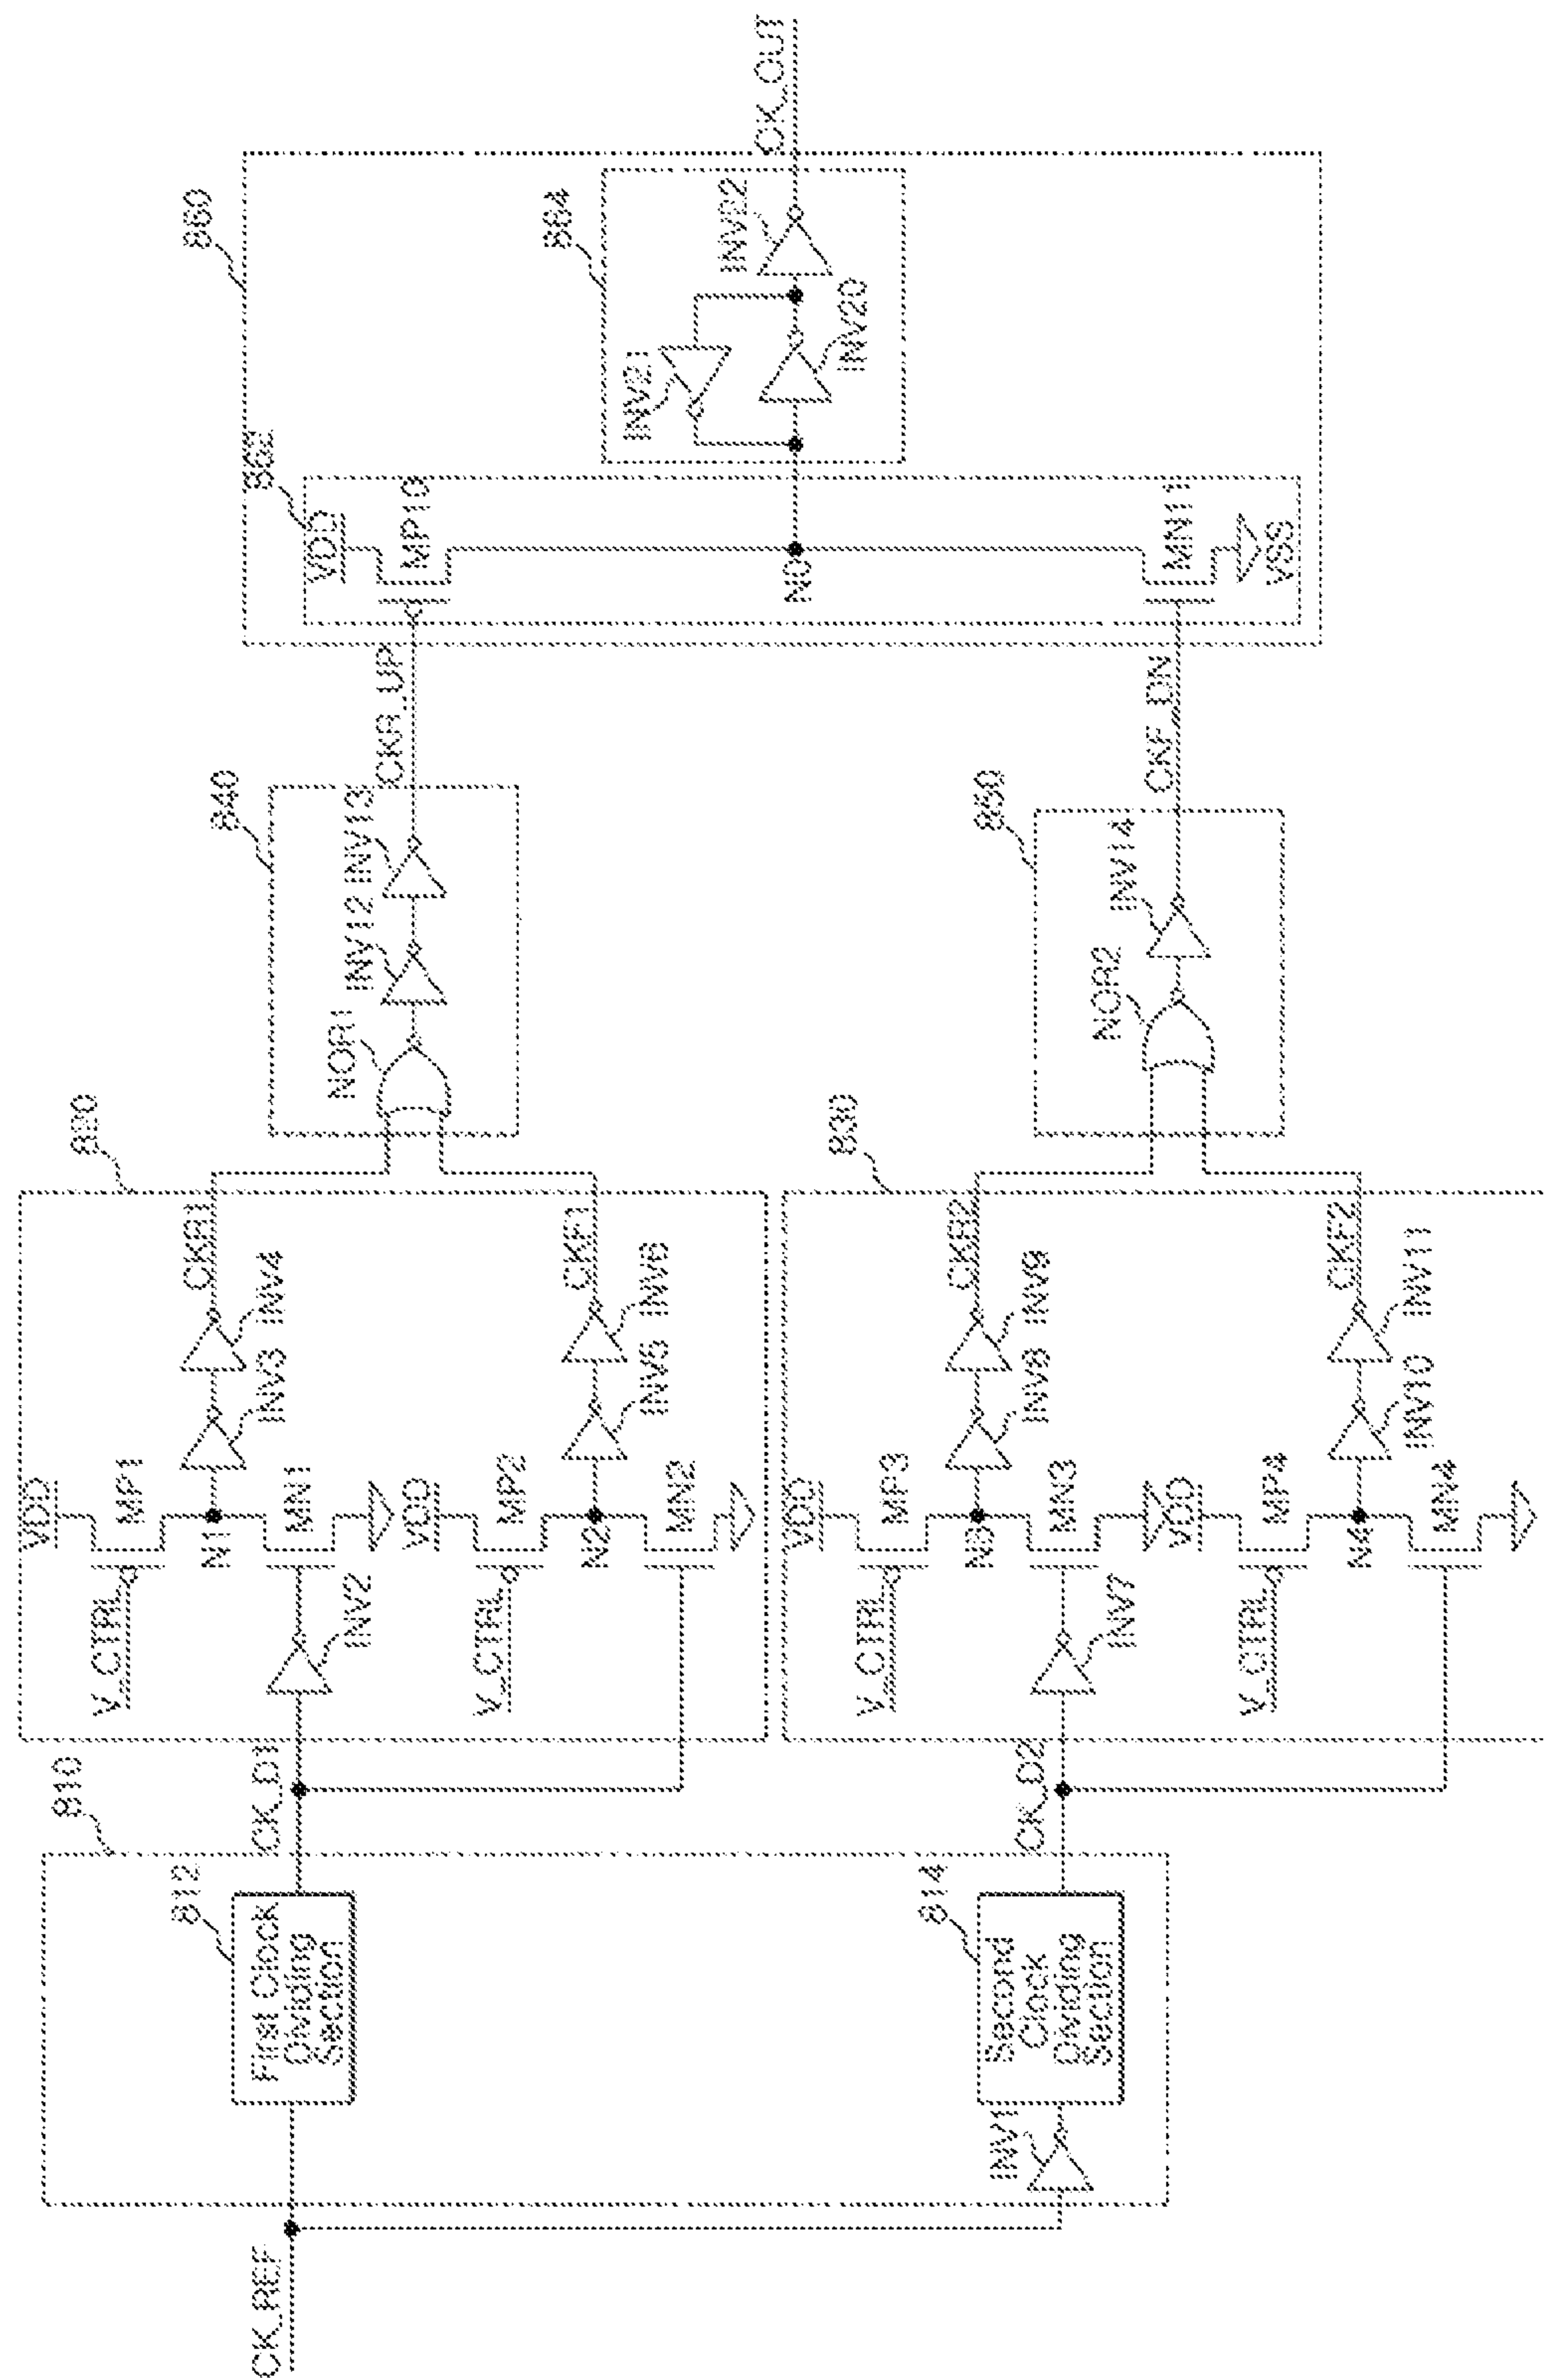 CK_REF
810
812
First Clock
Dividing
Section
INV1
814
Second
Clock
Dividing
Section
CK_D1
CK_D2
820
V_CTRL
VDD
MP1
N1
INV3
INV4
CKR1
INV2
MN1
V_CTRL
VDD
MP2
N2
INV5
INV6
CKF1
MN2
830
V_CTRL
VDD
MP3
N3
INV8
INV9
CKR2
INV7
MN3
V_CTRL
VDD
MP4
N4
INV10
INV11
CKF2
MN4
840
NOR1
INV12
INV13
CKR_UP
850
NOR2
INV14
CKF_DN
860
862
VDD
MP10
N0
MN11
VSS
864
INV21
INV20
INV22
CK_OUT